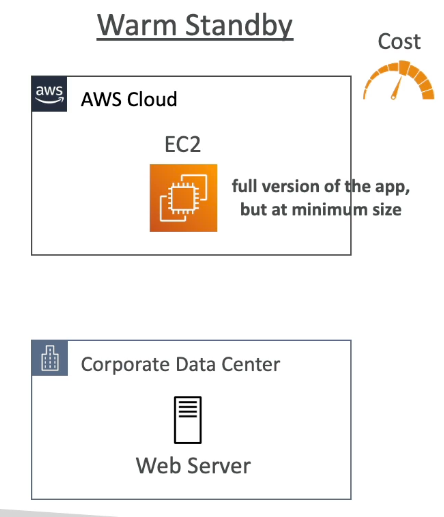 Warm Standby
Cost
aws
AWS Cloud
EC2
full version of the app,
but at minimum size
Corporate Data Center
Web Server